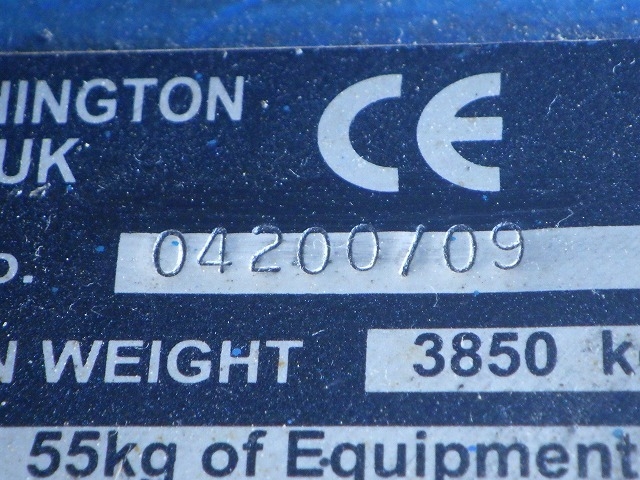 HINGTON
UK
CE
O. 04200/09
N WEIGHT 3850 k
55kg of Equipment